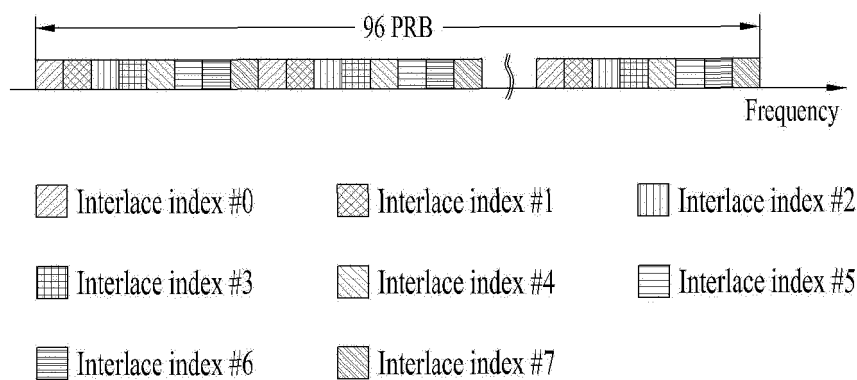 96 PRB
Frequency
Interlace index #0
Interlace index #1
Interlace index #2
Interlace index #3
Interlace index #4
Interlace index #5
Interlace index #6
Interlace index #7